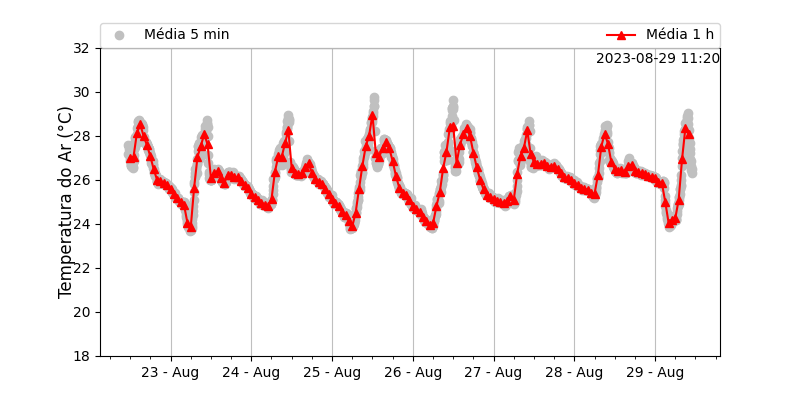 Média 5 min
Média 1 h
2023-08-29 11:20
Temperatura do Ar (°C)
32
30
28
26
24
22
20
18
23 - Aug
24 - Aug
25 - Aug
26 - Aug
27 - Aug
28 - Aug
29 - Aug